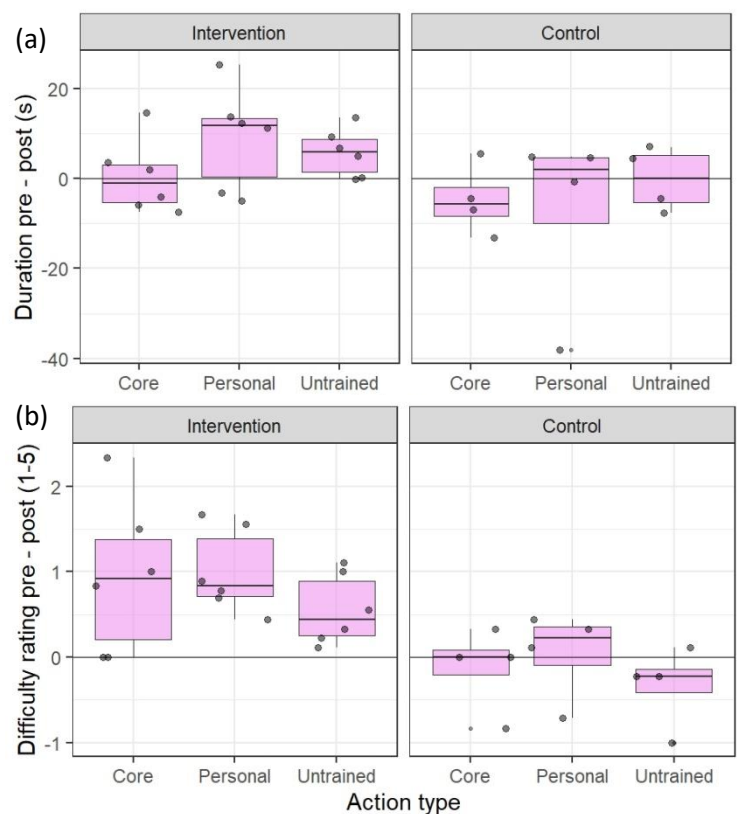 (a)
Intervention
Control
Duration pre - post (s)
20
0
-20
-40
Core
Personal
Untrained
Core
Personal
Untrained
(b)
Intervention
Control
Difficulty rating pre - post (1-5)
2
1
0
-1
Core
Personal
Untrained
Core
Personal
Untrained
Action type